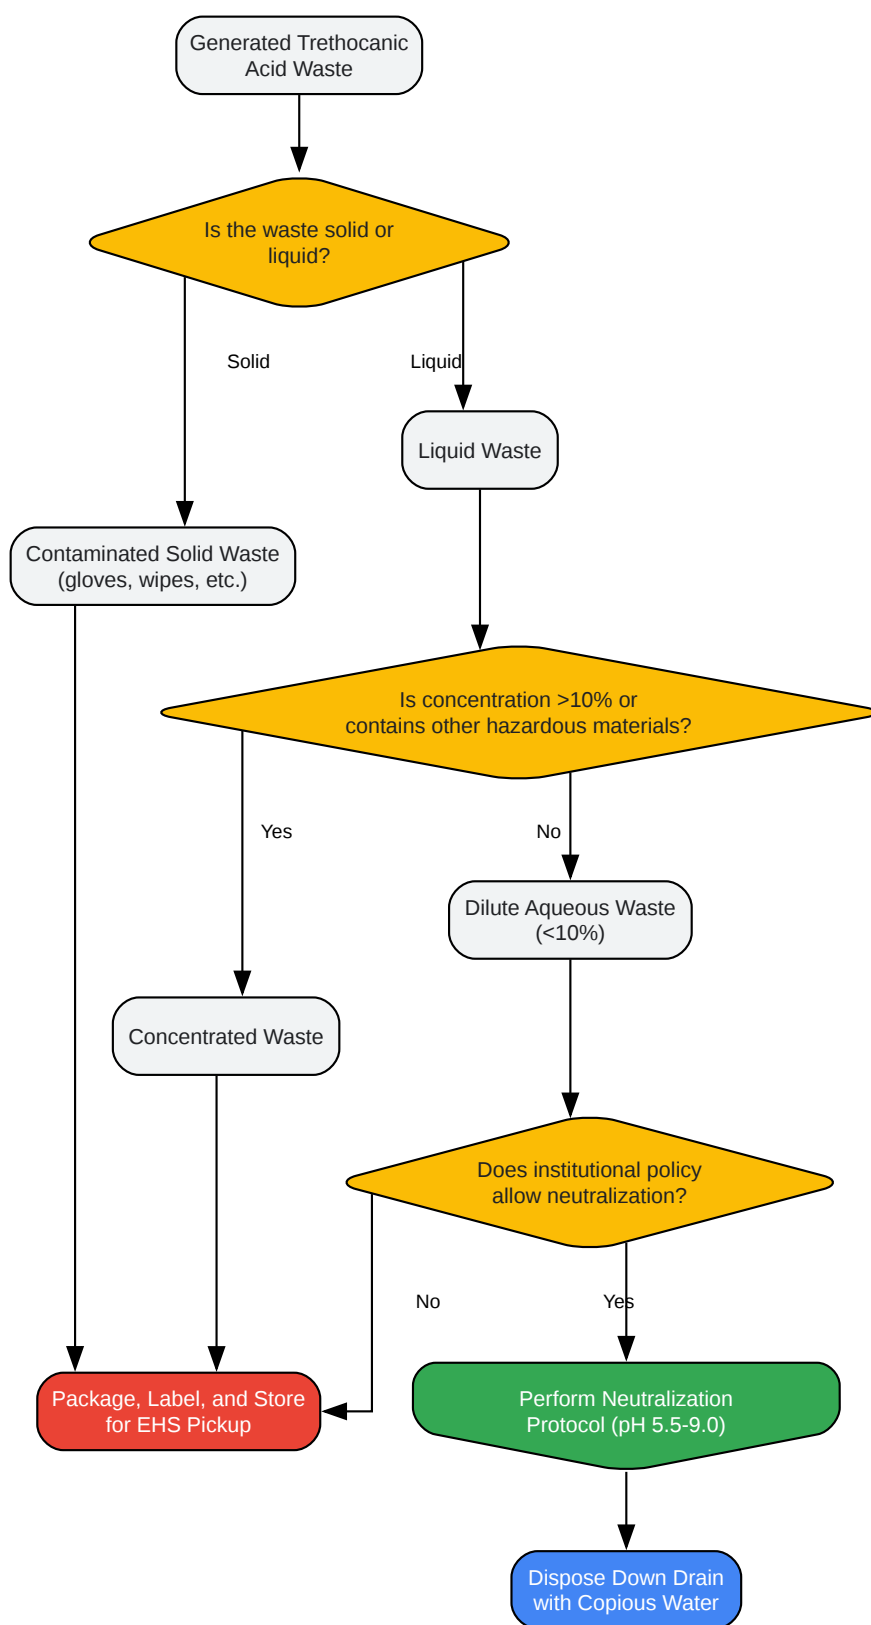 Generated Trethocanic
Acid Waste
Is the waste solid or
liquid?
Solid
Liquid
Liquid Waste
Contaminated Solid Waste
(gloves, wipes, etc.)
Is concentration >10% or
contains other hazardous materials?
Yes
No
Dilute Aqueous Waste
(<10%)
Concentrated Waste
Does institutional policy
allow neutralization?
No
Yes
Package, Label, and Store
for EHS Pickup
Perform Neutralization
Protocol (pH 5.5-9.0)
Dispose Down Drain
with Copious Water